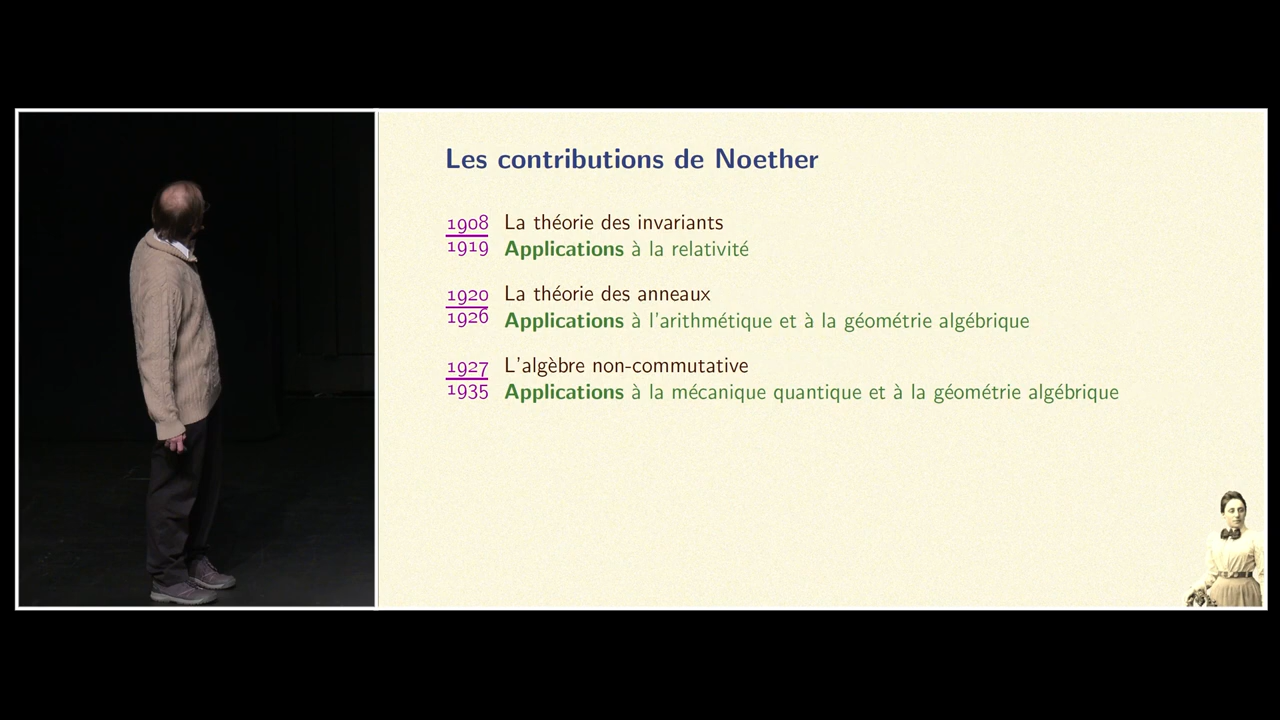 Les contributions de Noether
1908 La théorie des invariants
1919 Applications à la relativité
1920 La théorie des anneaux
1926 Applications à l'arithmétique et à la géométrie algébrique
1927 L'algèbre non-commutative
1935 Applications à la mécanique quantique et à la géométrie algébrique